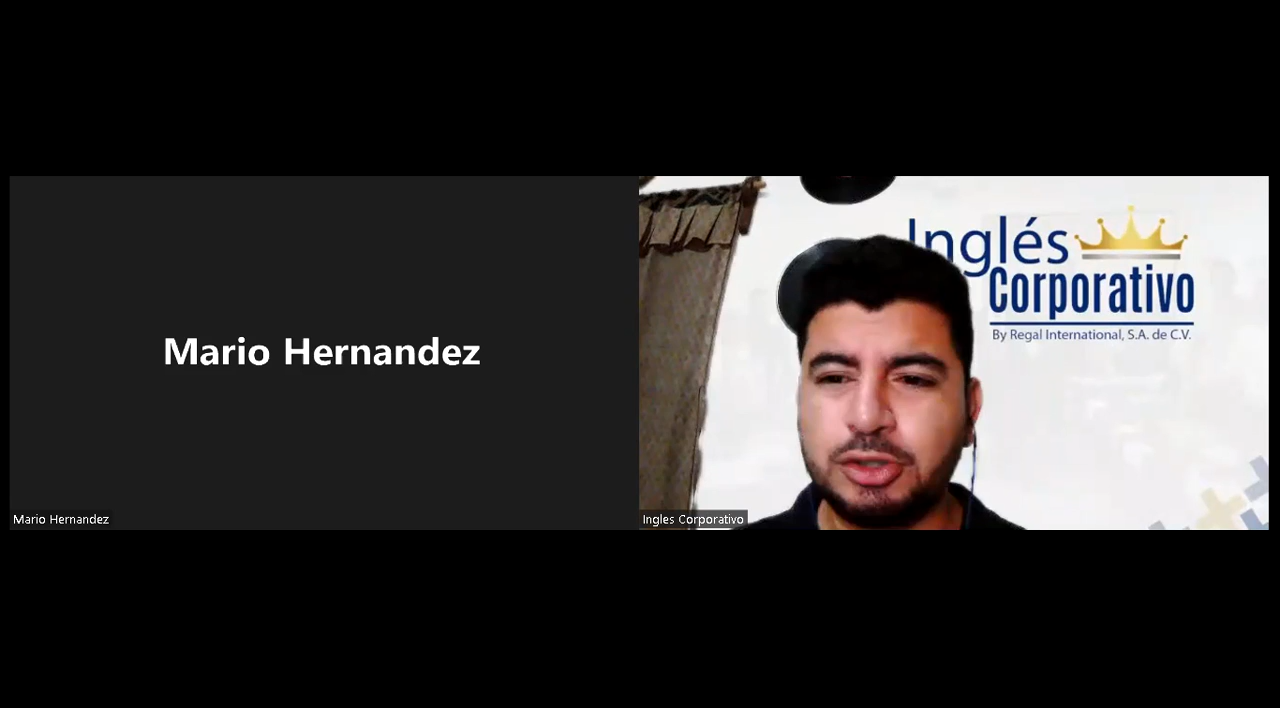 Mario Hernandez
Mario Hernandez
Inglés
Corporativo
By Regal International, S.A. de C.V.
Ingles Corporativo